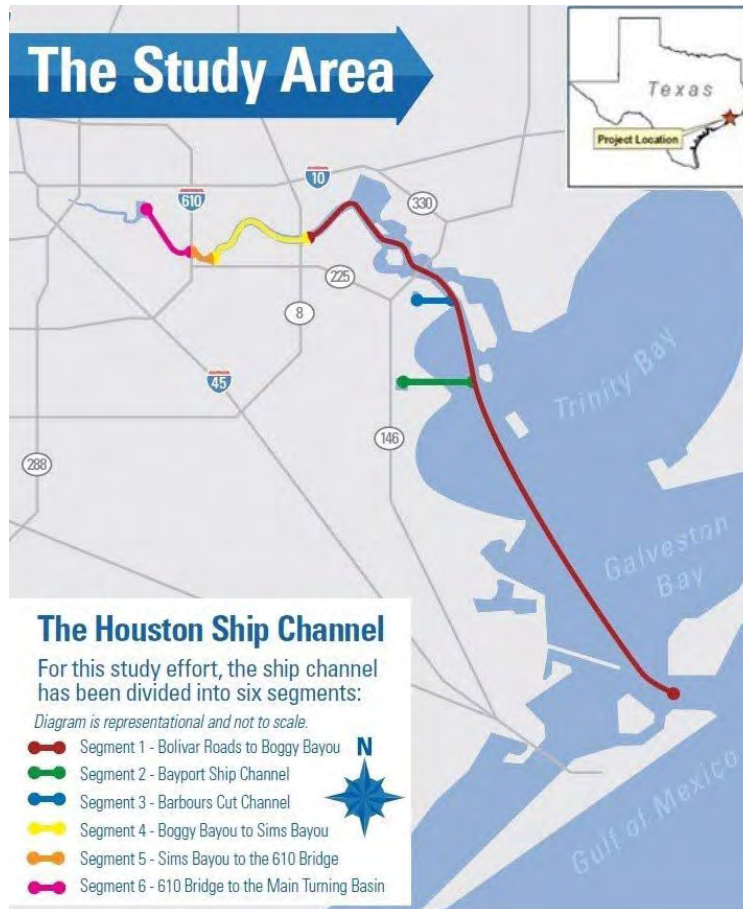 The Study Area
Texas
Project Location
10
610
330
225
8
45
146
288
Trinity Bay
Galveston
Bay
Gulf of Mexico
The Houston Ship Channel
For this study effort, the ship channel
has been divided into six segments:
Diagram is representational and not to scale.
N
Segment 1 - Bolivar Roads to Boggy Bayou
Segment 2 - Bayport Ship Channel
Segment 3 - Barbours Cut Channel
Segment 4 - Boggy Bayou to Sims Bayou
Segment 5 - Sims Bayou to the 610 Bridge
Segment 6 - 610 Bridge to the Main Turning Basin